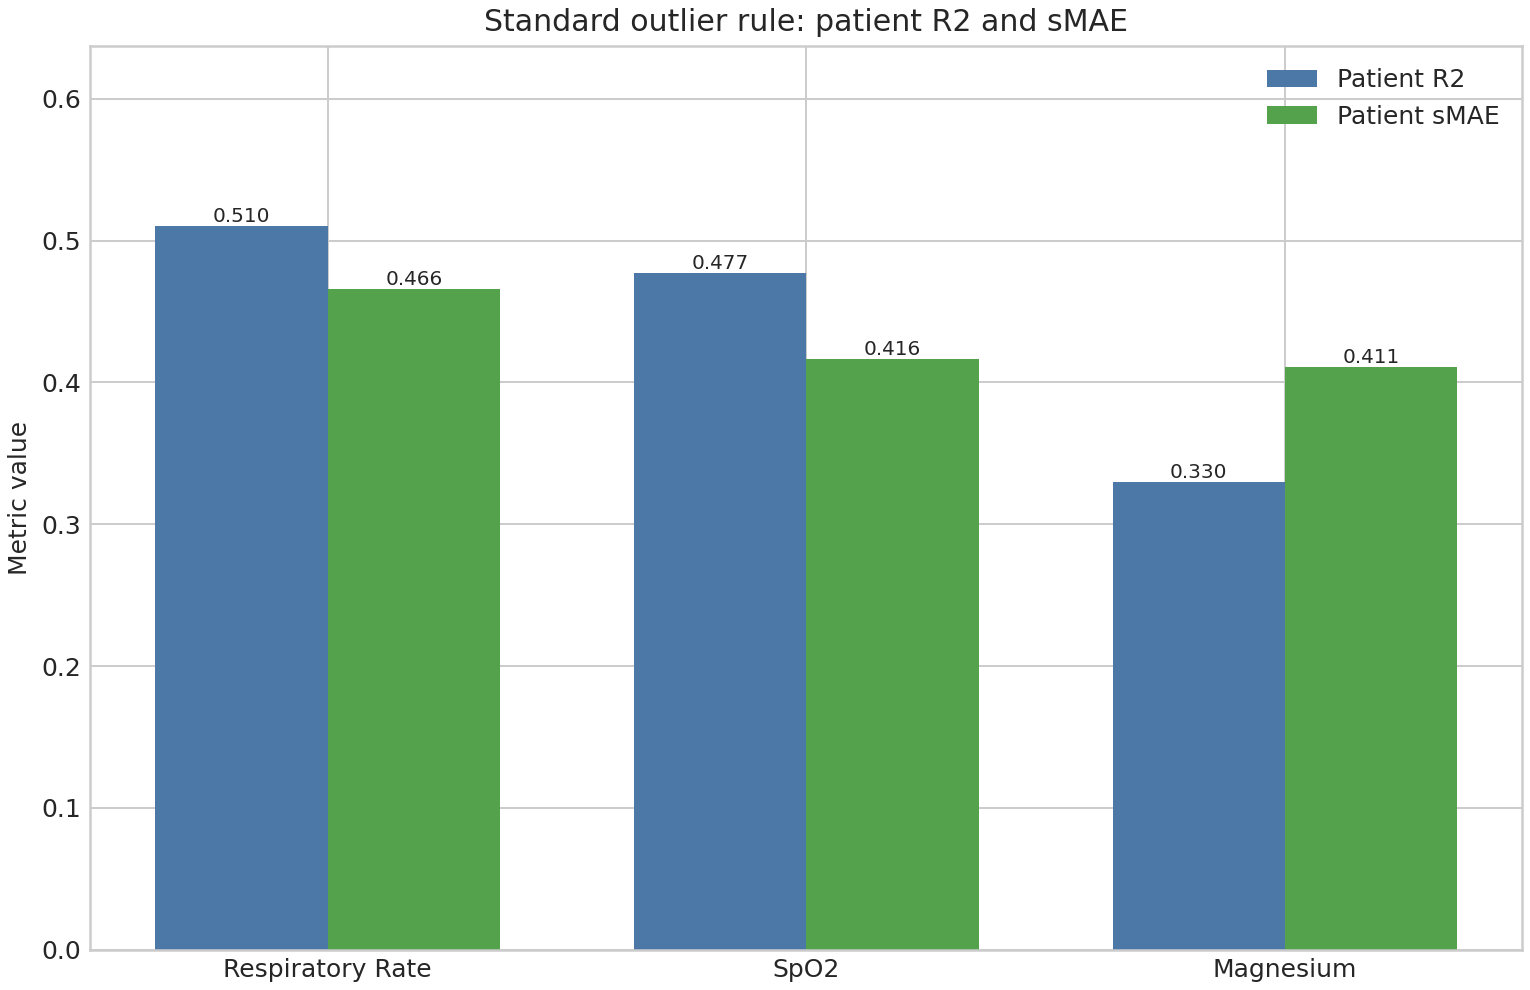 Standard outlier rule: patient R2 and sMAE
Patient R2
Patient sMAE
Metric value
0.6
0.5
0.4
0.3
0.2
0.1
0.0
0.510
0.466
0.477
0.416
0.330
0.411
Respiratory Rate
SpO2
Magnesium